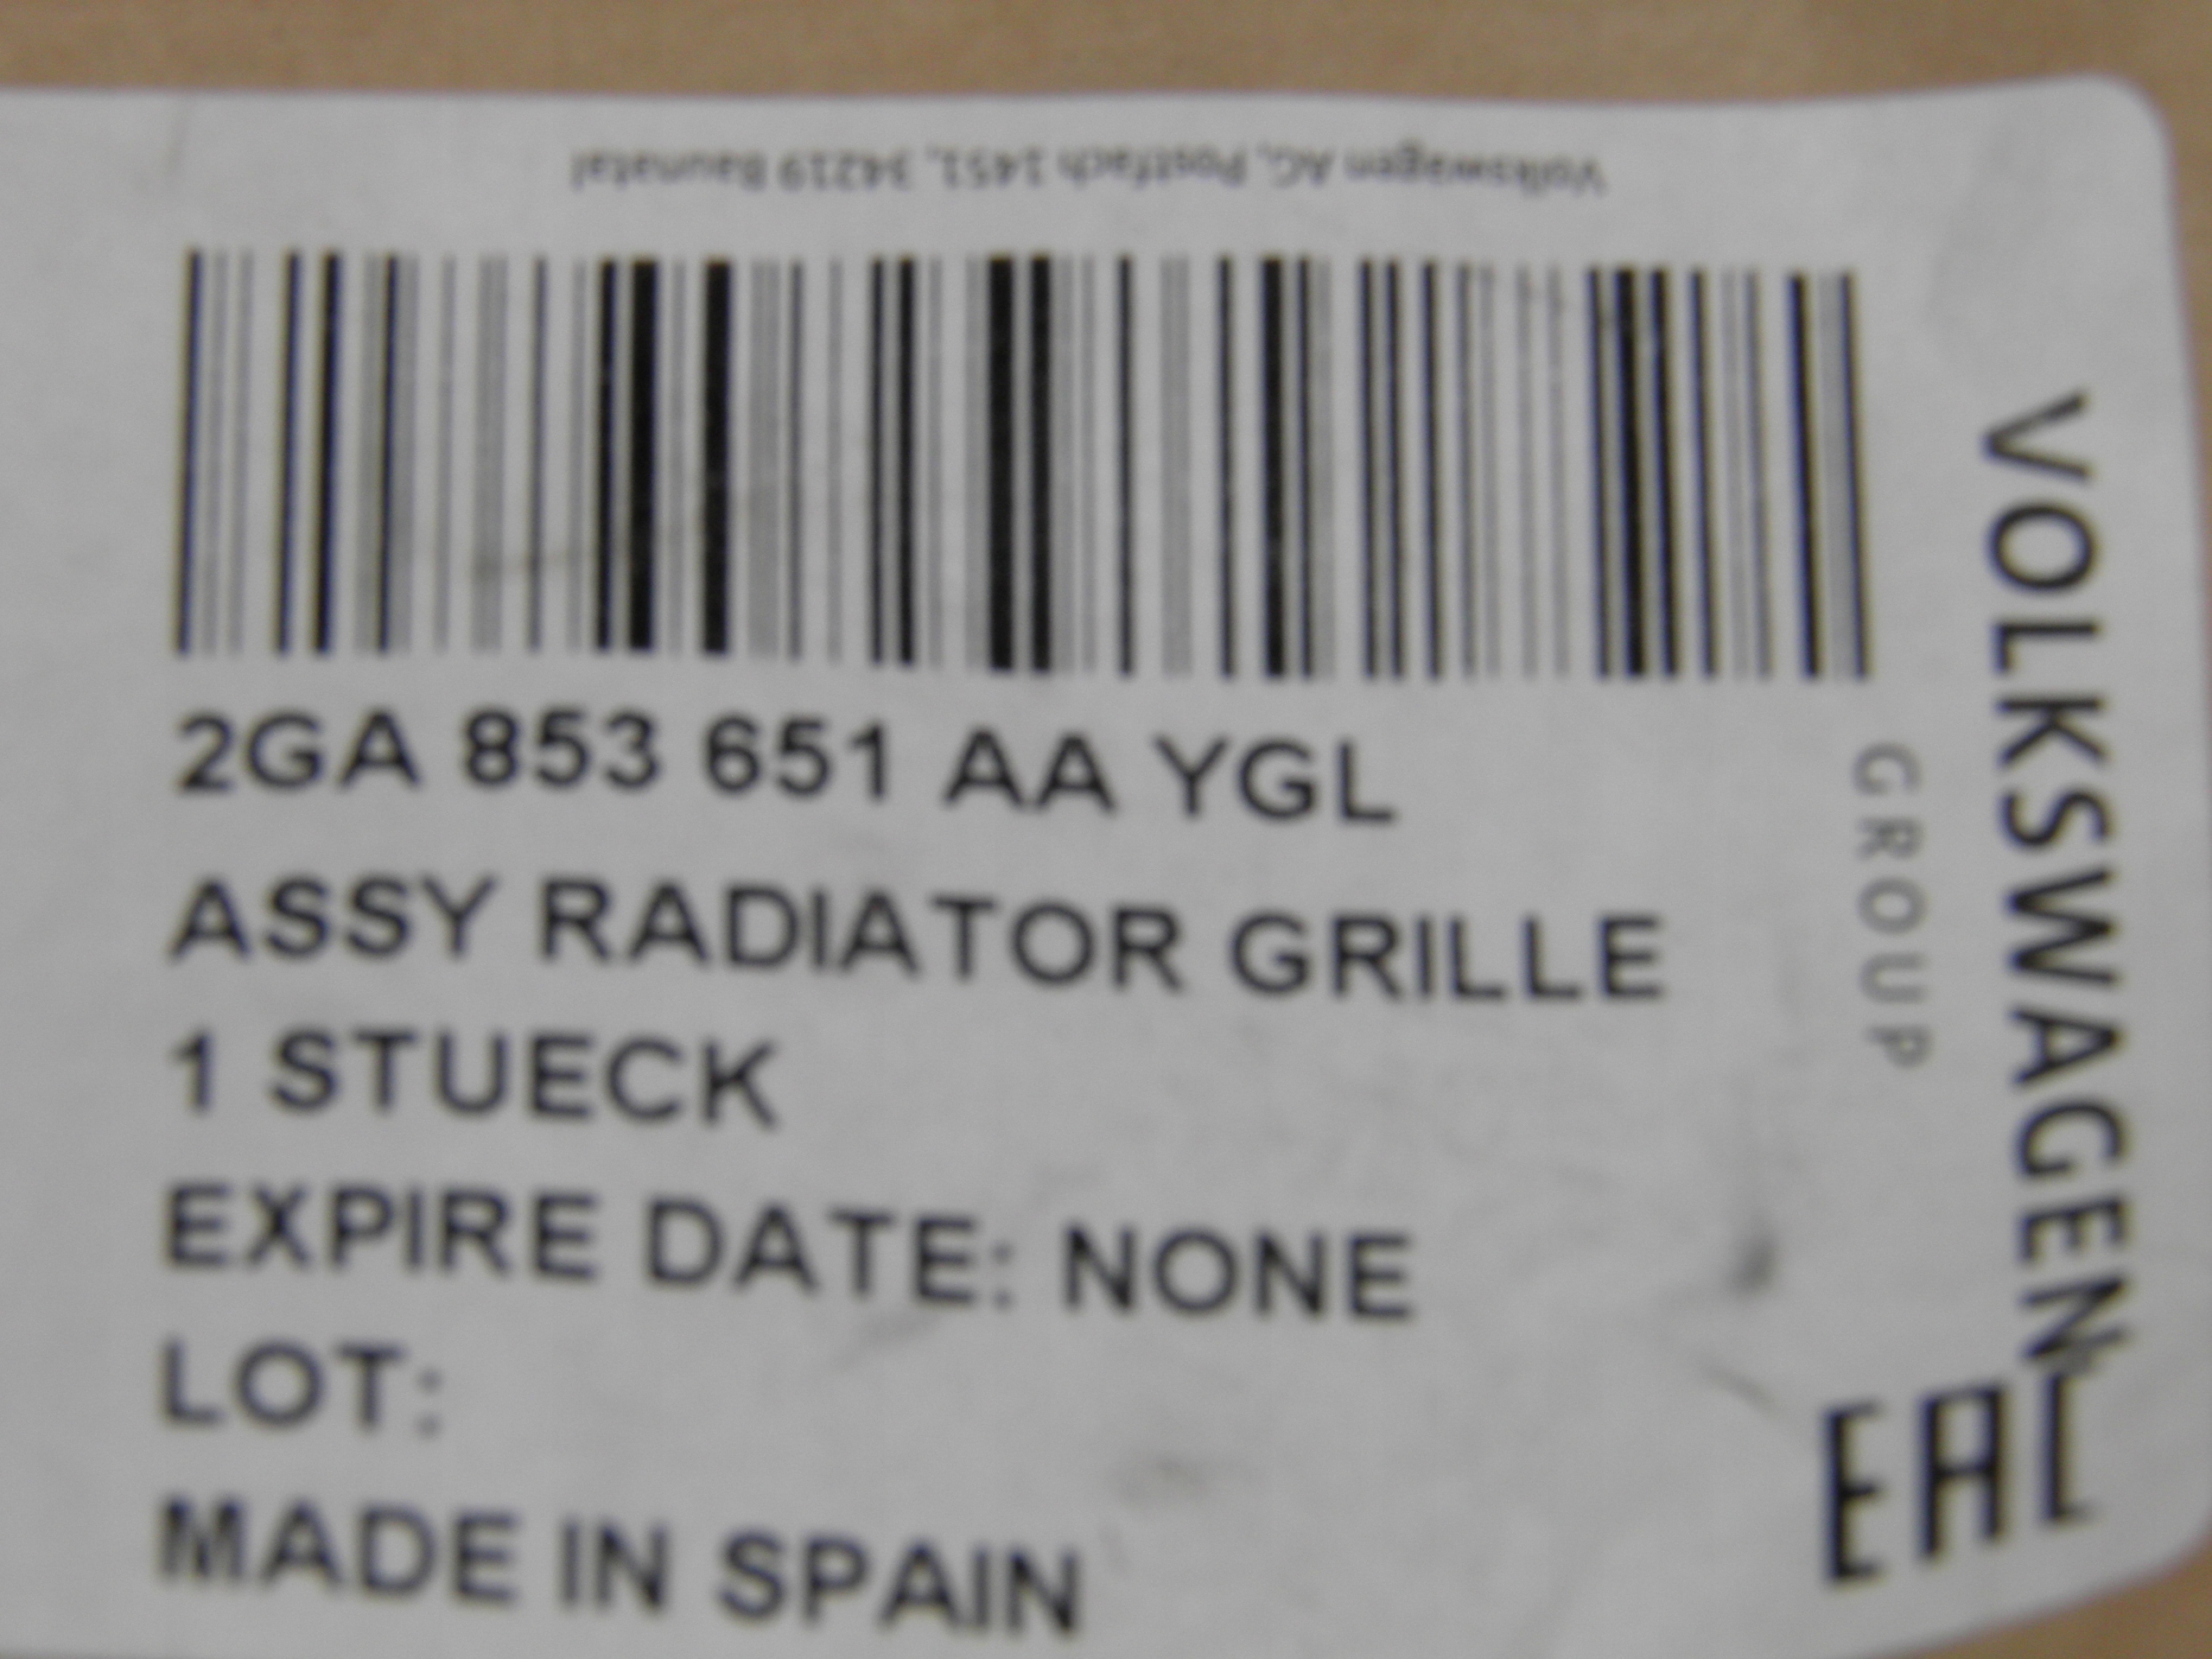 Volkswagen AG, Postfach 1451, 34219 Baunatal
2GA 853 651 AA YGL
ASSY RADIATOR GRILLE
1 STUECK
EXPIRE DATE: NONE
LOT:
MADE IN SPAIN
VOLKSWAGEN
GROUP
EAC